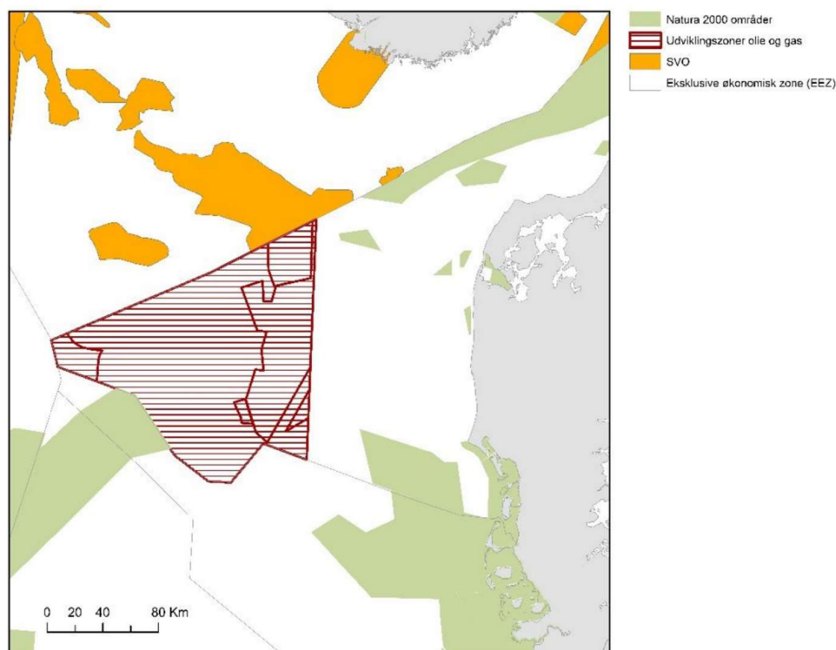 Natura 2000 områder
Udviklingszoner olie og gas
SVO
Eksklusive økonomisk zone (EEZ)
0 20 40 80 Km